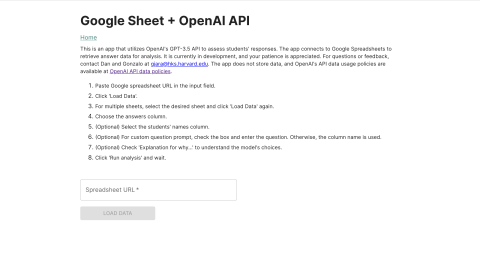 Google Sheet + OpenAI API
Home
This is an app that utilizes OpenAI's GPT-3.5 API to assess students' responses. The app connects to Google Spreadsheets to
retrieve answer data for analysis. It is currently in development, and your patience is appreciated. For questions or feedback,
contact Dan and Gonzalo at gjara@hks.harvard.edu. The app does not store data, and OpenAI's API data usage policies are
available at OpenAI API data policies.
1. Paste Google spreadsheet URL in the input field.
2. Click 'Load Data'.
3. For multiple sheets, select the desired sheet and click 'Load Data' again.
4. Choose the answers column.
5. (Optional) Select the students' names column.
6. (Optional) For custom question prompt, check the box and enter the question. Otherwise, the column name is used.
7. (Optional) Check 'Explanation for why...' to understand the model's choices.
8. Click 'Run analysis' and wait.
Spreadsheet URL *
LOAD DATA